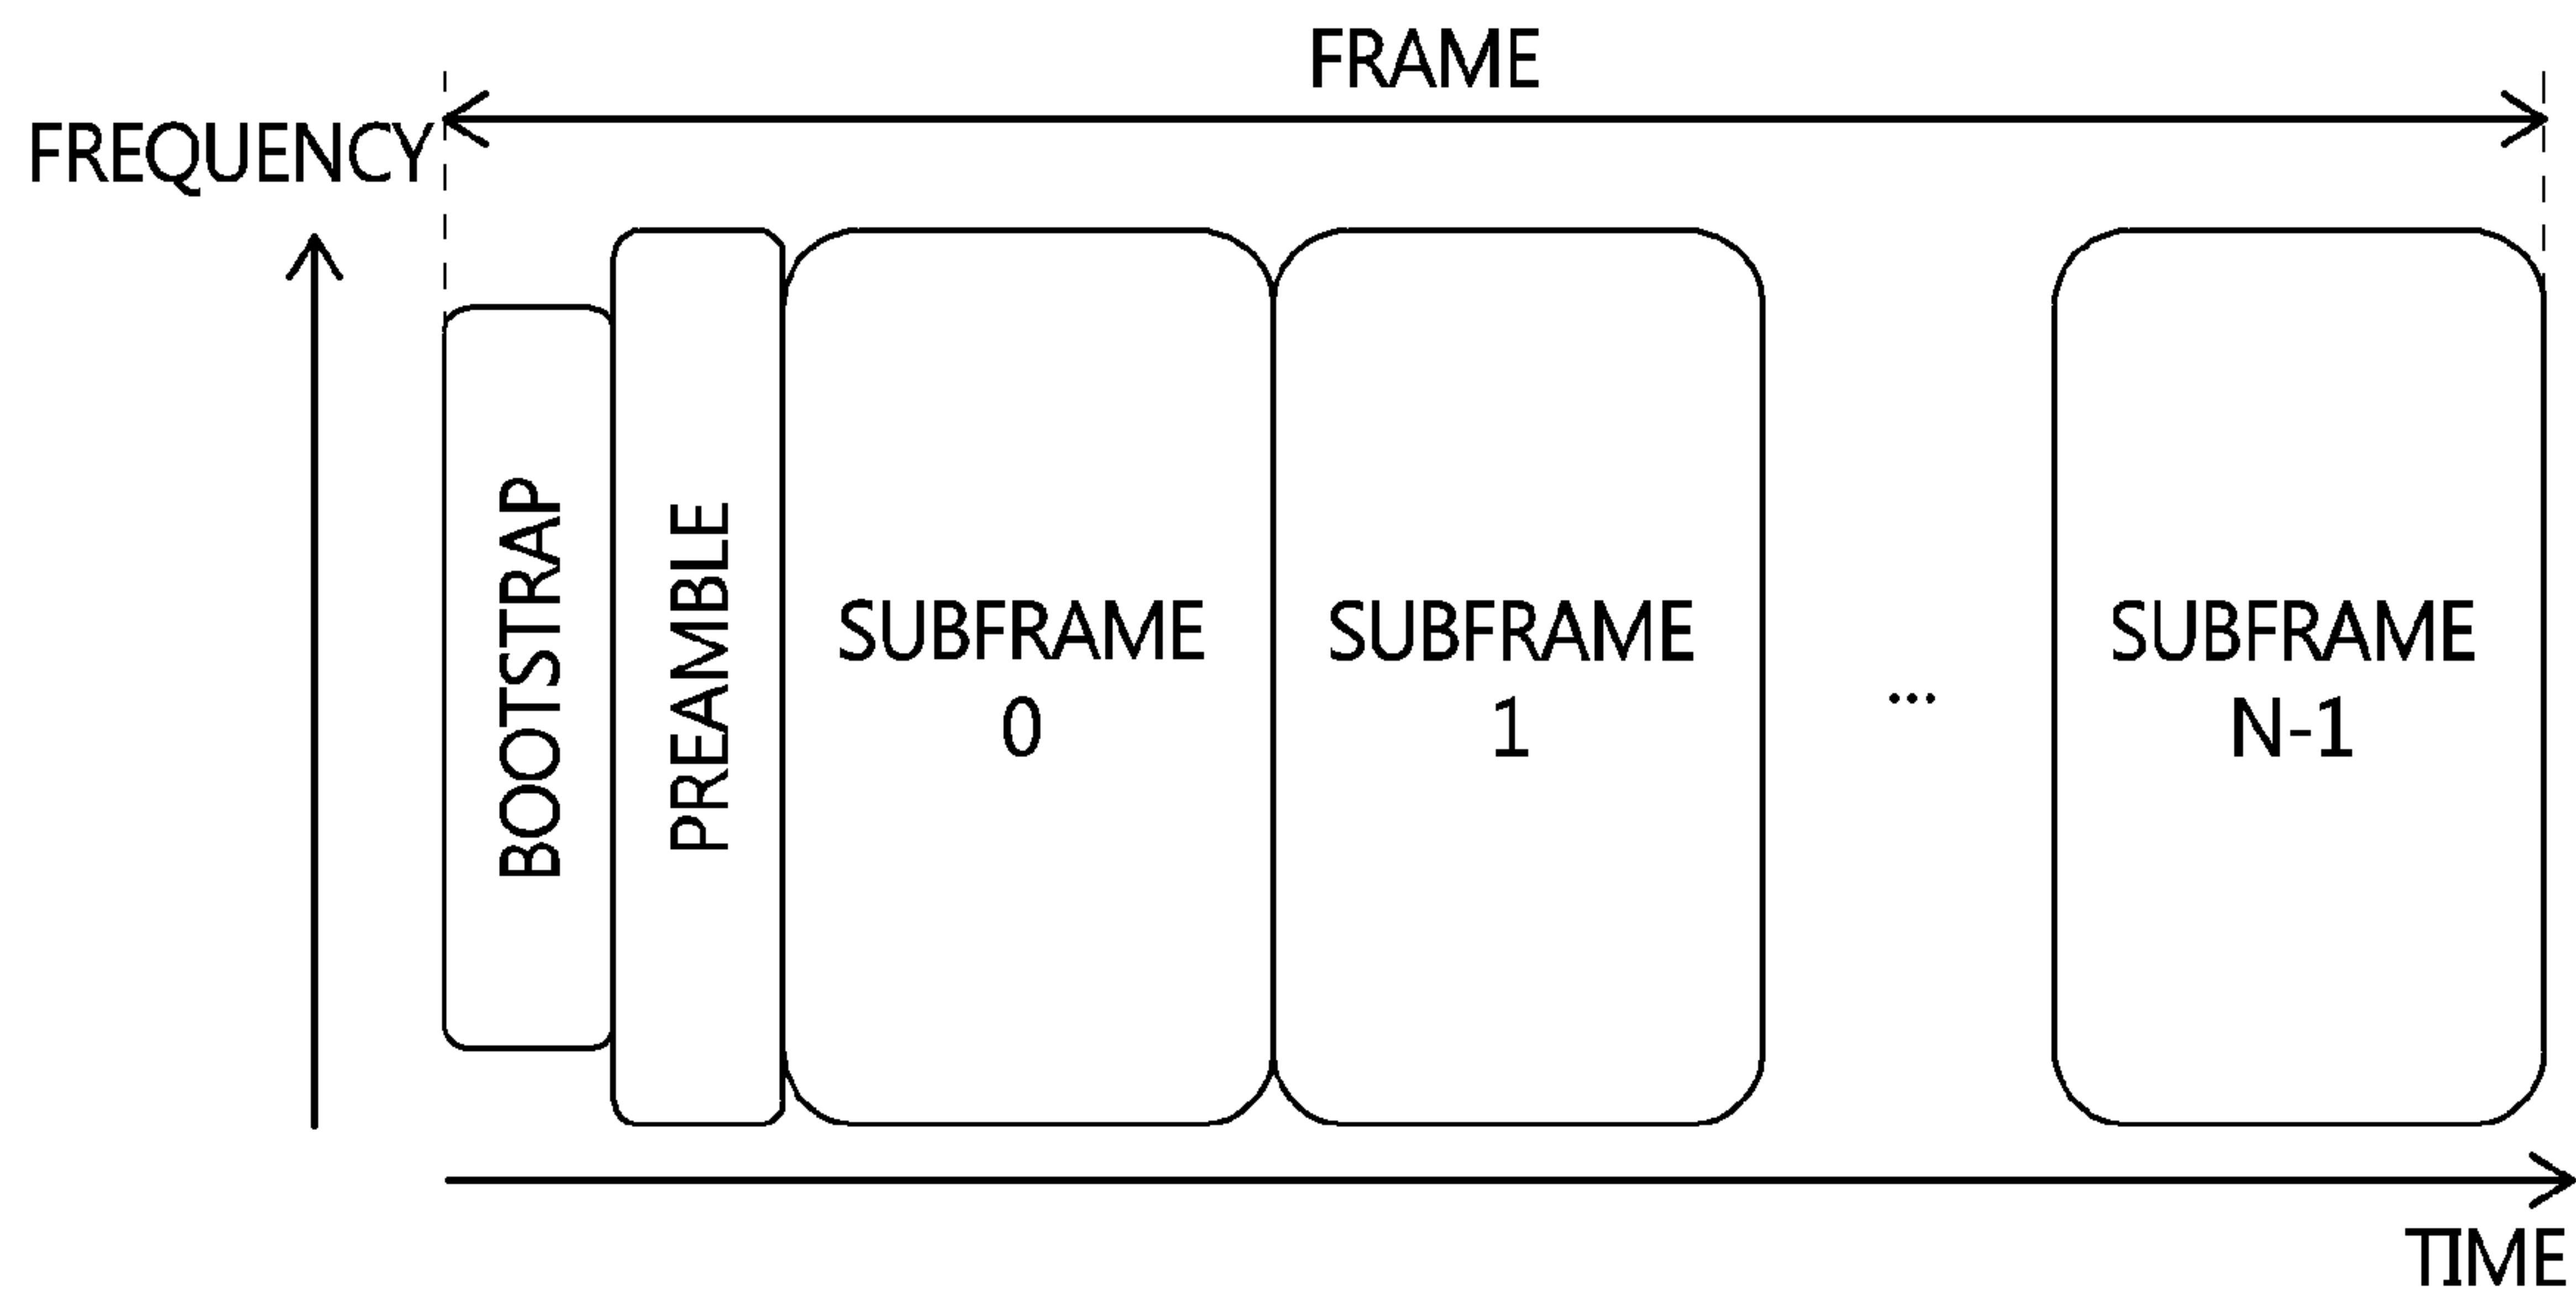 FRAME
FREQUENCY
BOOTSTRAP
PREAMBLE
SUBFRAME
0
SUBFRAME
1
...
SUBFRAME
N-1
TIME